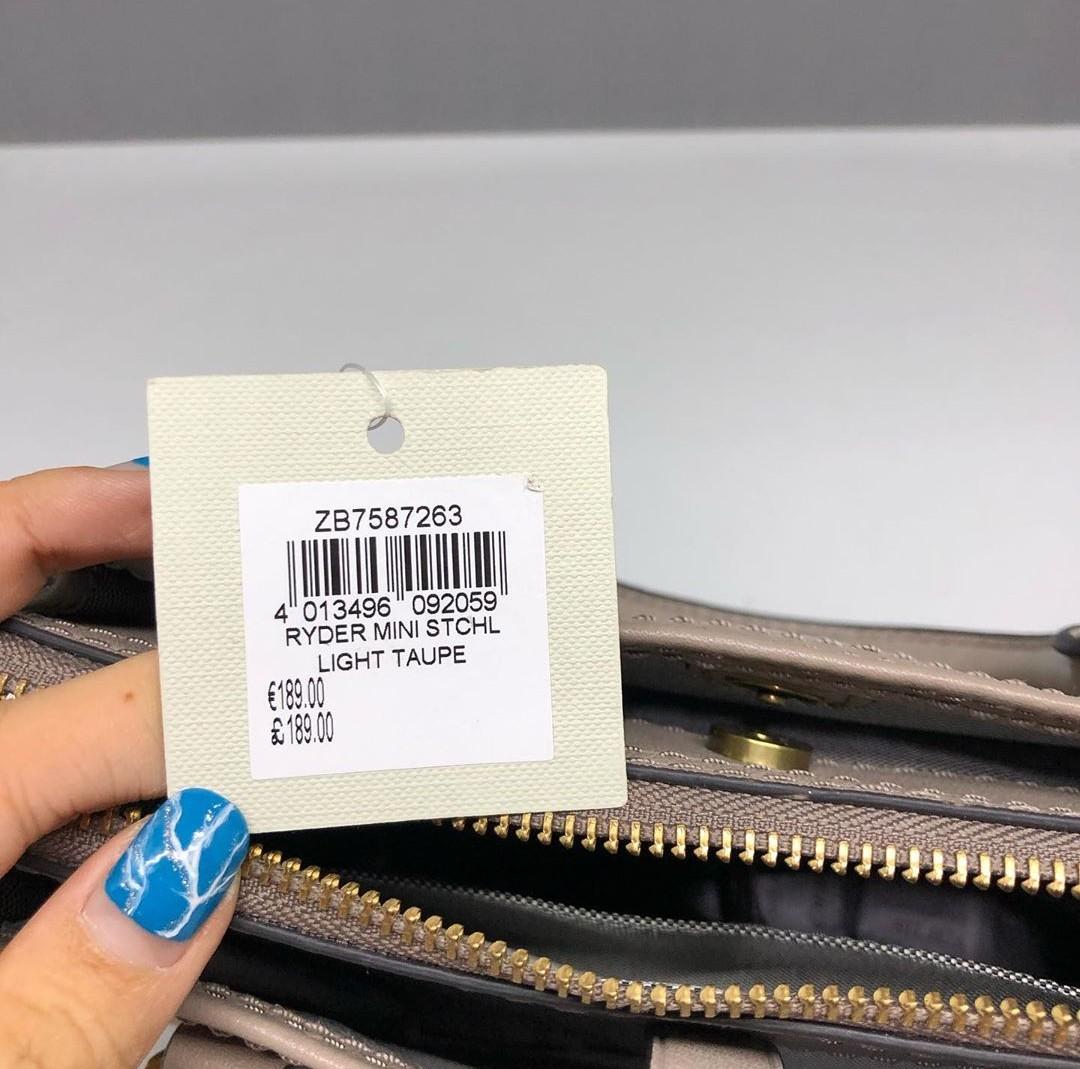 ZB7587263
4 013496 092059
RYDER MINI STCHL
LIGHT TAUPE
€189.00
£189.00